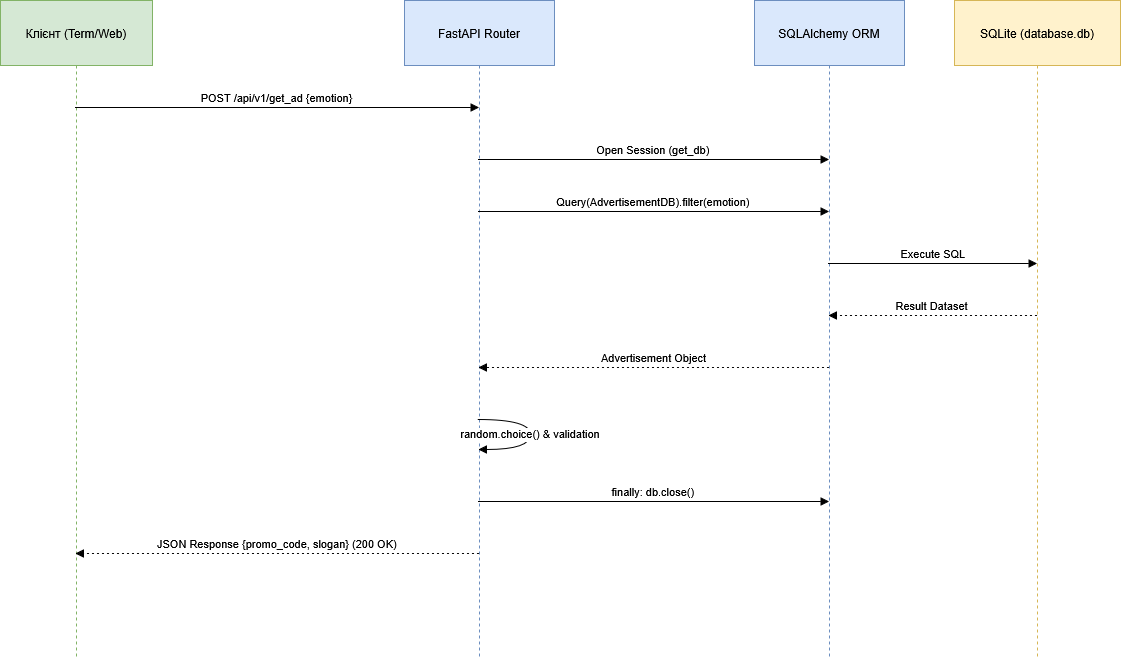 Клієнт (Term/Web)
FastAPI Router
SQLAlchemy ORM
SQLite (database.db)
POST /api/v1/get_ad {emotion}
Open Session (get_db)
Query(AdvertisementDB).filter(emotion)
Execute SQL
Result Dataset
Advertisement Object
random.choice() & validation
finally: db.close()
JSON Response {promo_code, slogan} (200 OK)